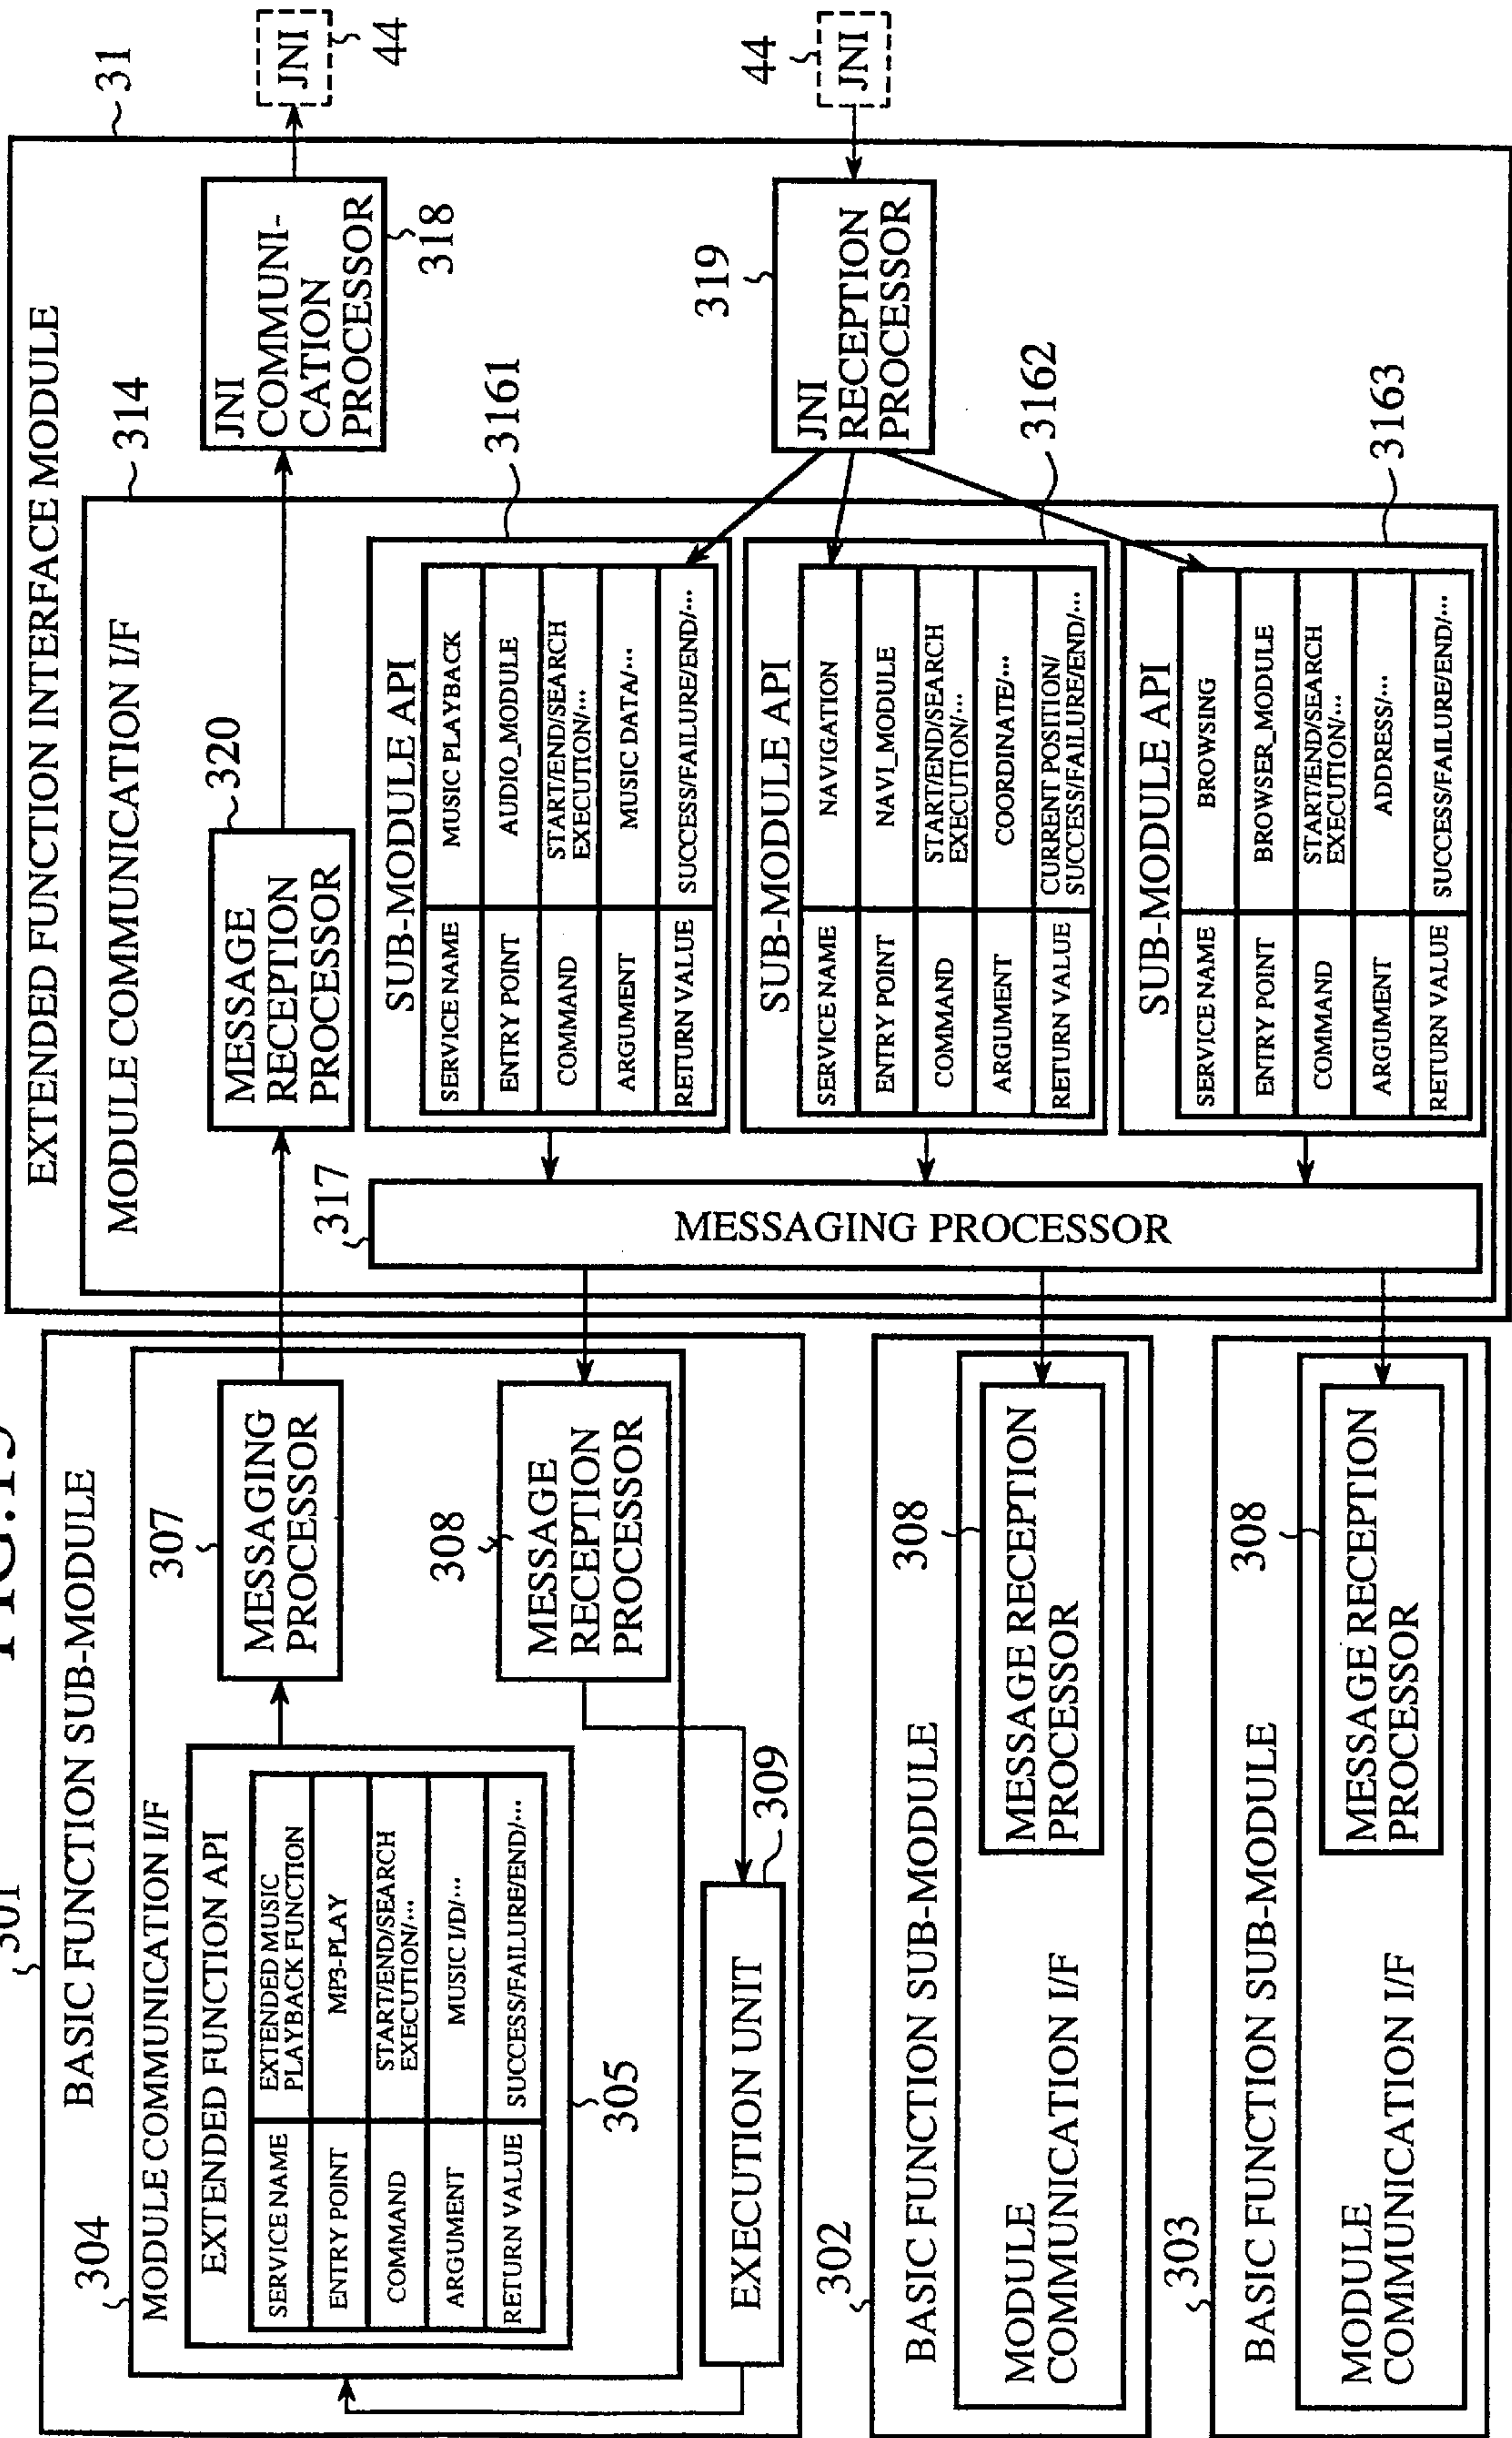 FIG.15
301
BASIC FUNCTION SUB-MODULE
304
MODULE COMMUNICATION I/F
EXTENDED FUNCTION API
SERVICE NAME
EXTENDED MUSIC
PLAYBACK FUNCTION
ENTRY POINT
MP3-PLAY
COMMAND
START/END/SEARCH
EXECUTION/...
ARGUMENT
MUSIC I/D/...
RETURN VALUE
SUCCESS/FAILURE/END/...
305
307
MESSAGING
PROCESSOR
308
MESSAGE
RECEPTION
PROCESSOR
EXECUTION UNIT
309
302
BASIC FUNCTION SUB-MODULE
MODULE
COMMUNICATION I/F
308
MESSAGE RECEPTION
PROCESSOR
303
BASIC FUNCTION SUB-MODULE
MODULE
COMMUNICATION I/F
308
MESSAGE RECEPTION
PROCESSOR
31
EXTENDED FUNCTION INTERFACE MODULE
314
MODULE COMMUNICATION I/F
320
MESSAGE
RECEPTION
PROCESSOR
317
MESSAGING PROCESSOR
3161
SUB-MODULE API
SERVICE NAME
MUSIC PLAYBACK
ENTRY POINT
AUDIO_MODULE
COMMAND
START/END/SEARCH
EXECUTION/...
ARGUMENT
MUSIC DATA/...
RETURN VALUE
SUCCESS/FAILURE/END/...
3162
SUB-MODULE API
SERVICE NAME
NAVIGATION
ENTRY POINT
NAVI_MODULE
COMMAND
START/END/SEARCH
EXECUTION/...
ARGUMENT
COORDINATE/...
RETURN VALUE
CURRENT POSITION/
SUCCESS/FAILURE/END/...
3163
SUB-MODULE API
SERVICE NAME
BROWSING
ENTRY POINT
BROWSER_MODULE
COMMAND
START/END/SEARCH
EXECUTION/...
ARGUMENT
ADDRESS/...
RETURN VALUE
SUCCESS/FAILURE/END/...
JNI
COMMUNI-
CATION
PROCESSOR
318
319
JNI
RECEPTION
PROCESSOR
JNI
44
44
JNI